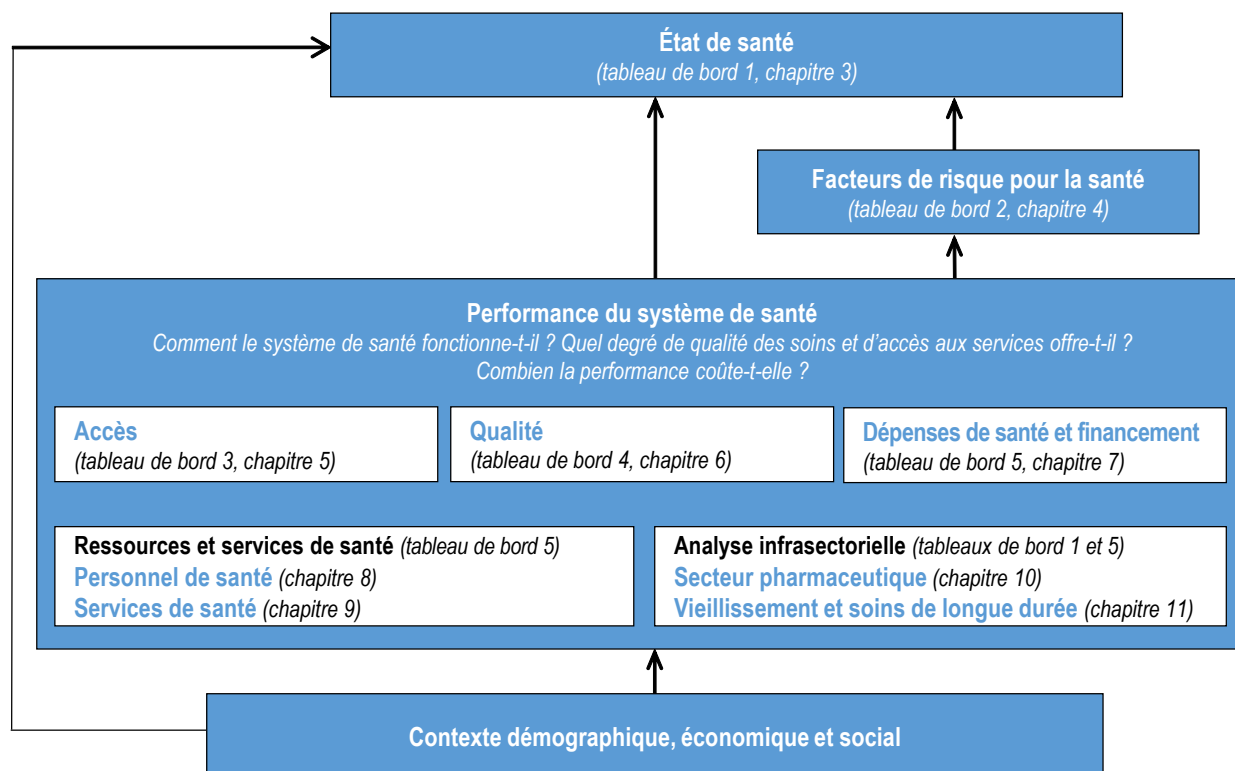 État de santé
(tableau de bord 1, chapitre 3)
Facteurs de risque pour la santé
(tableau de bord 2, chapitre 4)
Performance du système de santé
Comment le système de santé fonctionne-t-il ? Quel degré de qualité des soins et d'accès aux services offre-t-il ?
Combien la performance coûte-t-elle ?
Accès
(tableau de bord 3, chapitre 5)
Qualité
(tableau de bord 4, chapitre 6)
Dépenses de santé et financement
(tableau de bord 5, chapitre 7)
Ressources et services de santé (tableau de bord 5)
Personnel de santé (chapitre 8)
Services de santé (chapitre 9)
Analyse infrasectorielle (tableaux de bord 1 et 5)
Secteur pharmaceutique (chapitre 10)
Vieillissement et soins de longue durée (chapitre 11)
Contexte démographique, économique et social